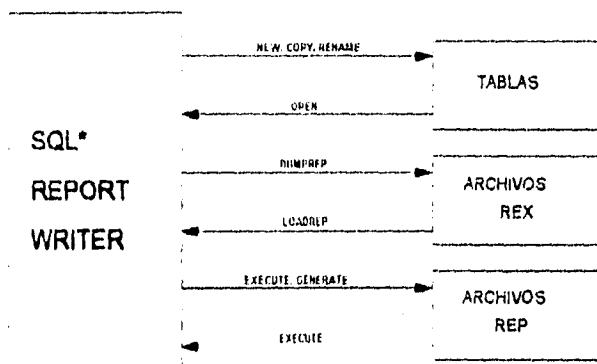 NEW, COPY, RENAME
TABLAS
OPEN
SQL*
REPORT
WRITER
DUMPREP
ARCHIVOS
REX
LOADREP
EXECUTE, GENERATE
ARCHIVOS
REP
EXECUTE